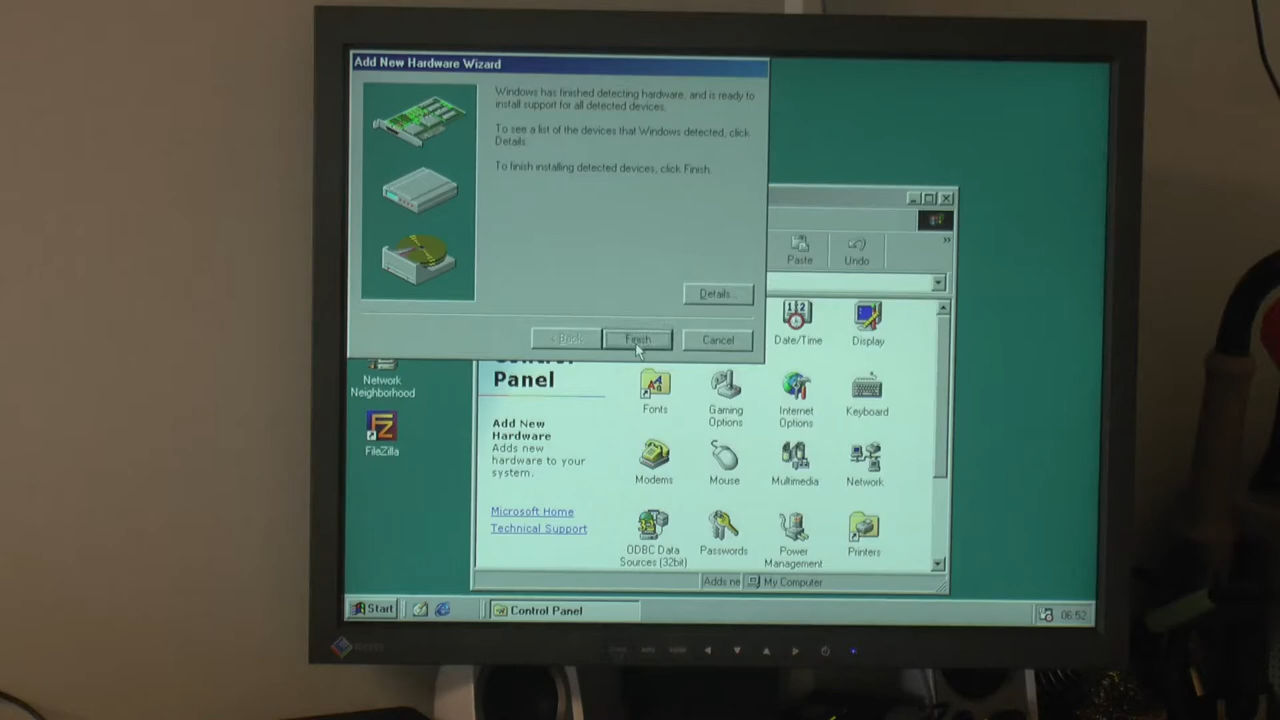 Add New Hardware Wizard
Windows has finished detecting hardware, and is ready to
install support for all detected devices.
To see a list of the devices that Windows detected, click
Details.
To finish installing detected devices, click Finish.
Details...
< Back
Finish
Cancel
Paste
Undo
»
Network
Neighborhood
FileZilla
Control
Panel
Add New
Hardware
Adds new
hardware to your
system.
Microsoft Home
Technical Support
Date/Time
Display
Fonts
Gaming
Options
Internet
Options
Keyboard
Modems
Mouse
Multimedia
Network
ODBC Data
Sources (32bit)
Passwords
Power
Management
Printers
Adds ne
My Computer
Start
Control Panel
06:52